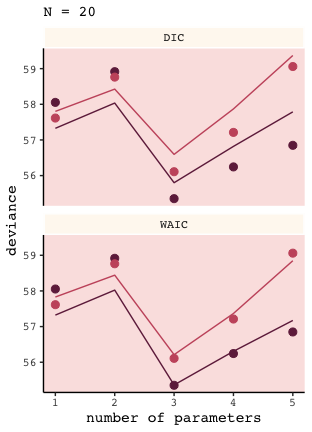 N = 20
DIC
59
58
57
56
deviance
WAIC
59
58
57
56
1 2 3 4 5
number of parameters